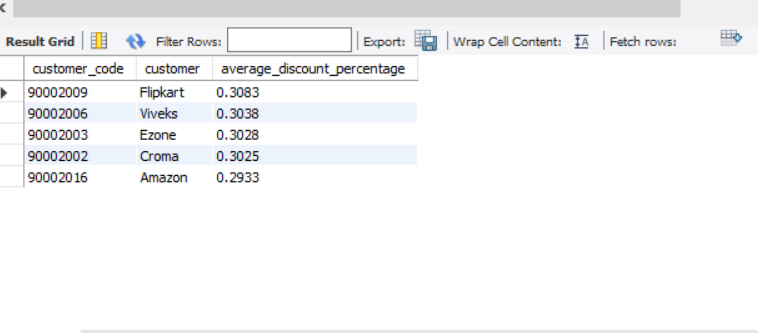 Result Grid Filter Rows: Export: Wrap Cell Content: Fetch rows:
customer_code customer average_discount_percentage
90002009 Flipkart 0.3083
90002006 Viveks 0.3038
90002003 Ezone 0.3028
90002002 Croma 0.3025
90002016 Amazon 0.2933